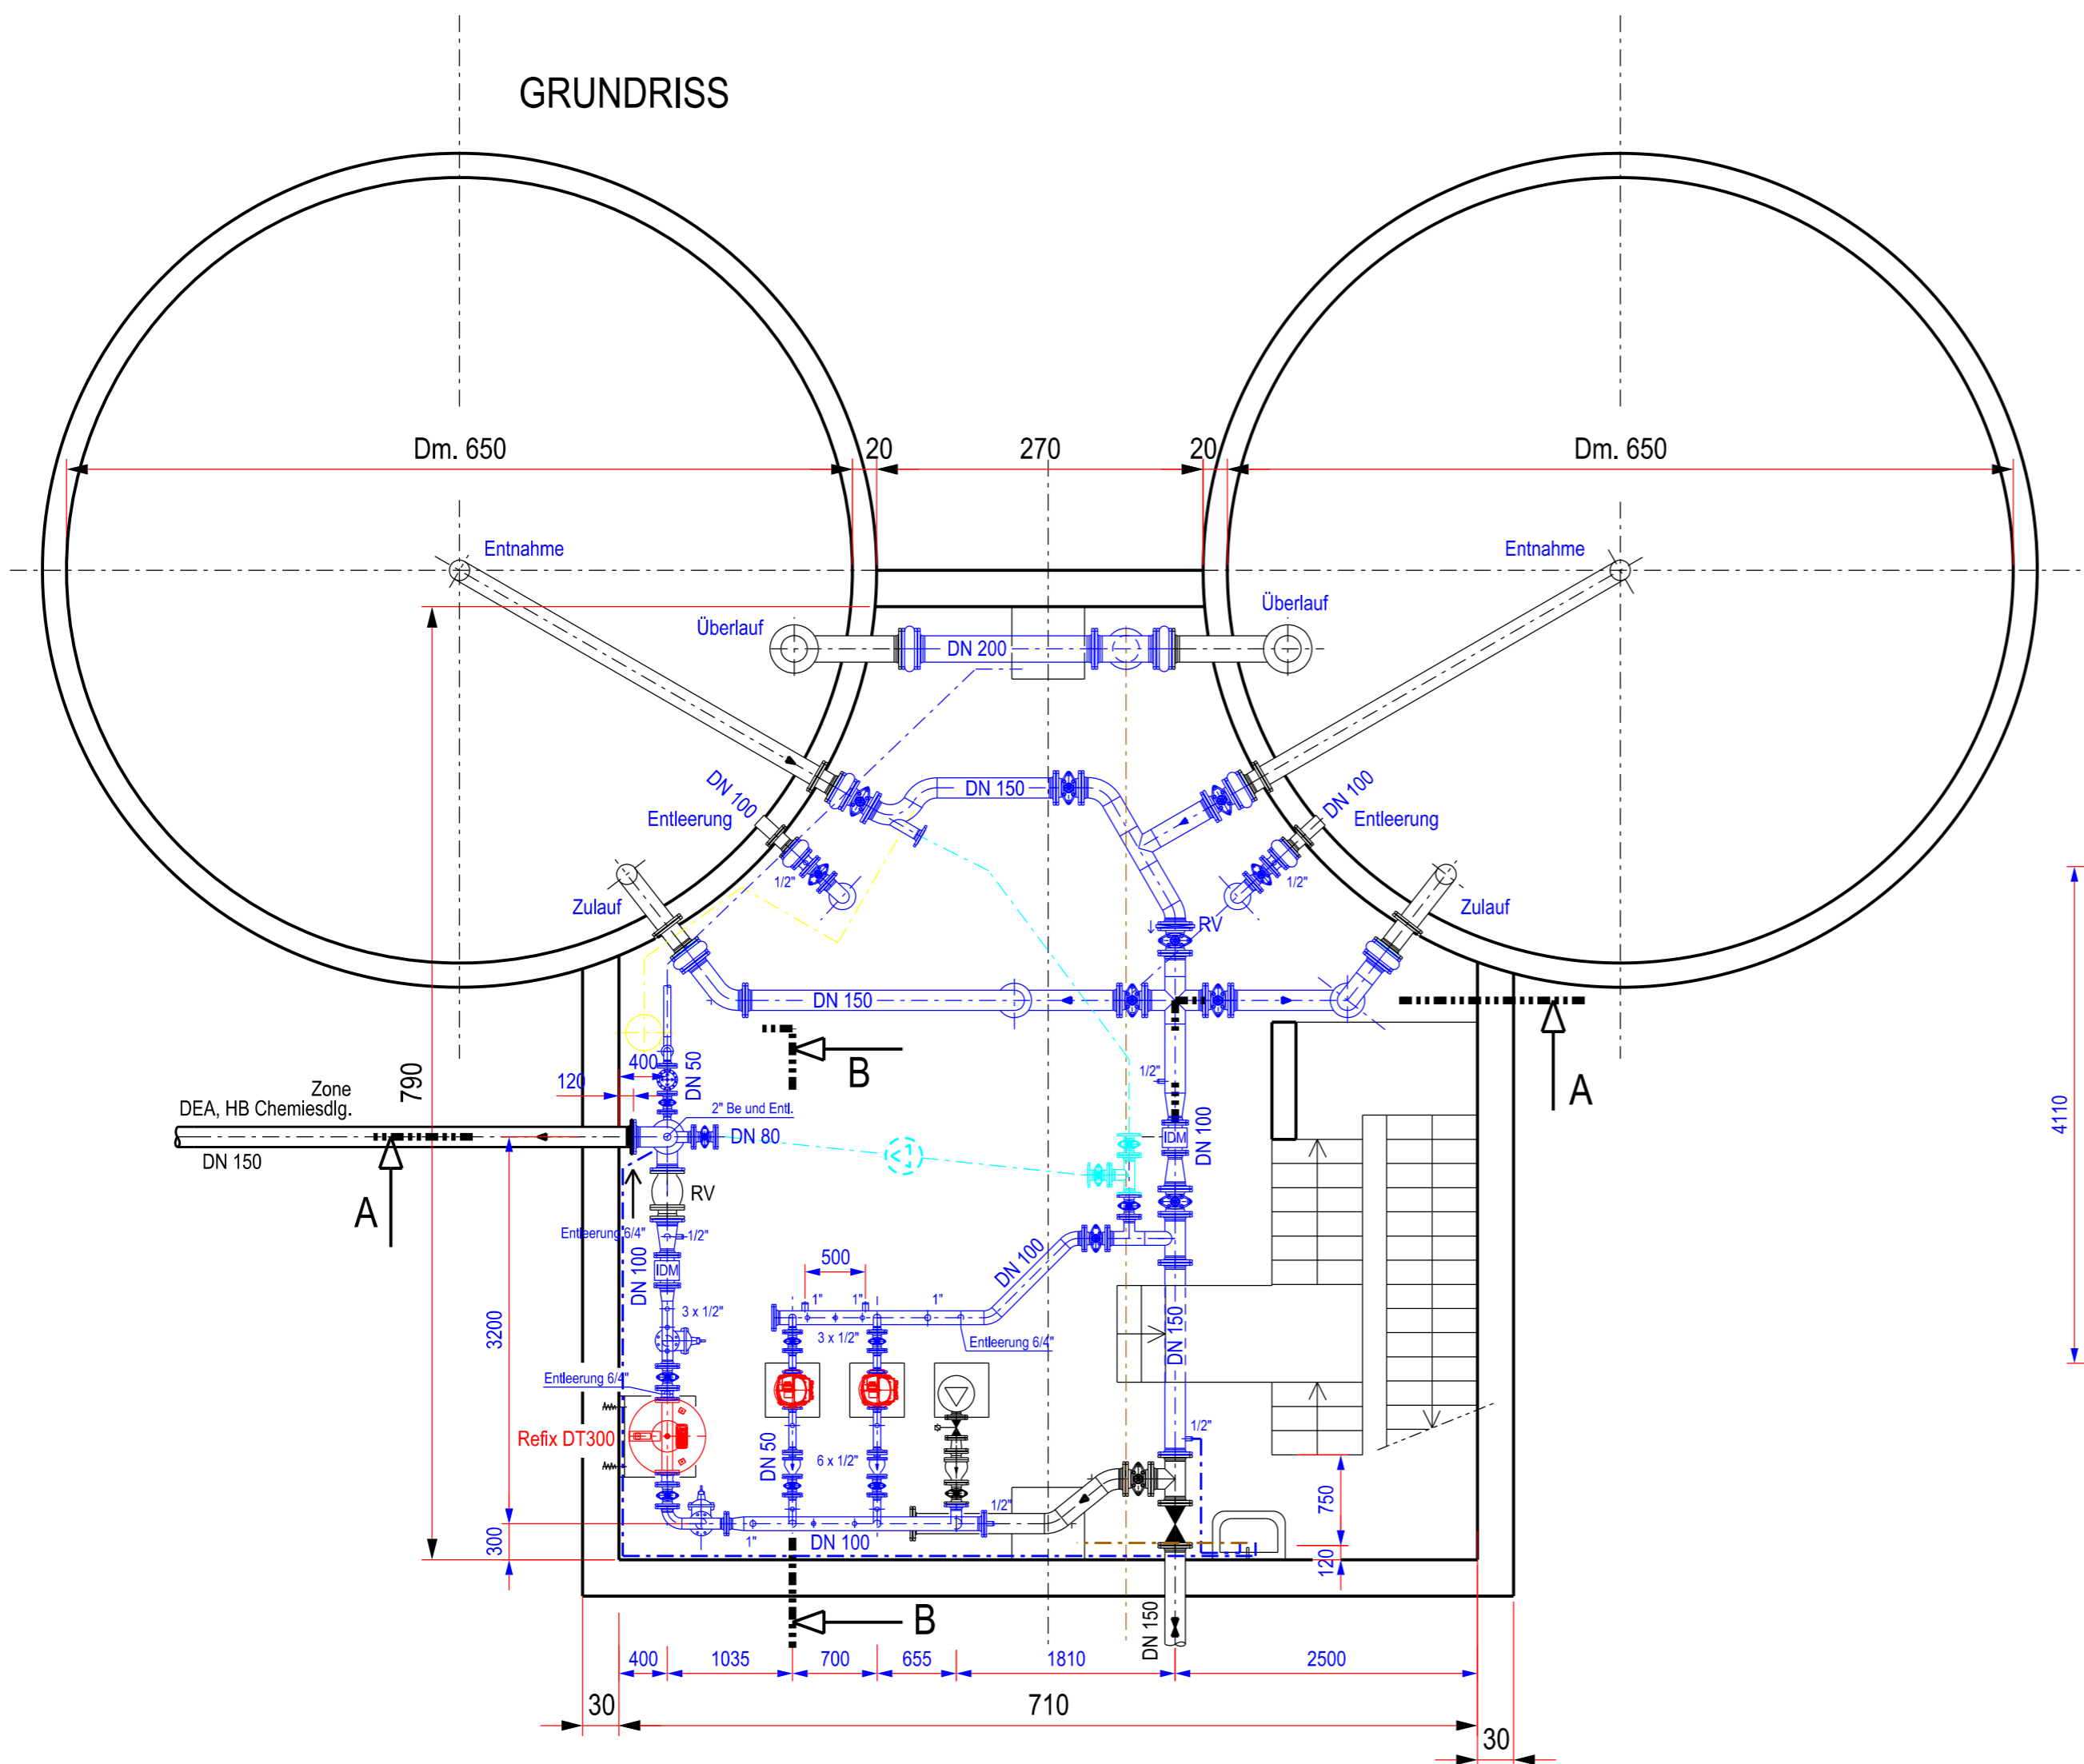 GRUNDRISS
Dm. 650
20
270
20
Dm. 650
Entnahme
Entnahme
Überlauf
Überlauf
DN 200
DN 100
DN 150
DN 100
Entleerung
Entleerung
1/2"
1/2"
Zulauf
Zulauf
RV
DN 150
790
400
120
DN 50
B
1/2"
A
4110
Zone
DEA, HB Chemiesdlg.
2" Be und Entl.
DN 80
DN 150
IDM
DN 100
A
RV
Entleerung 6/4"
1/2"
DN 100
IDM
500
DN 100
3 x 1/2"
1"
1"
1"
3 x 1/2"
Entleerung 6/4"
DN 150
3200
Entleerung 6/4"
Refix DT300
DN 50
6 x 1/2"
1/2"
1/2"
750
300
1"
DN 100
120
B
DN 150
400
1035
700
655
1810
2500
30
710
30